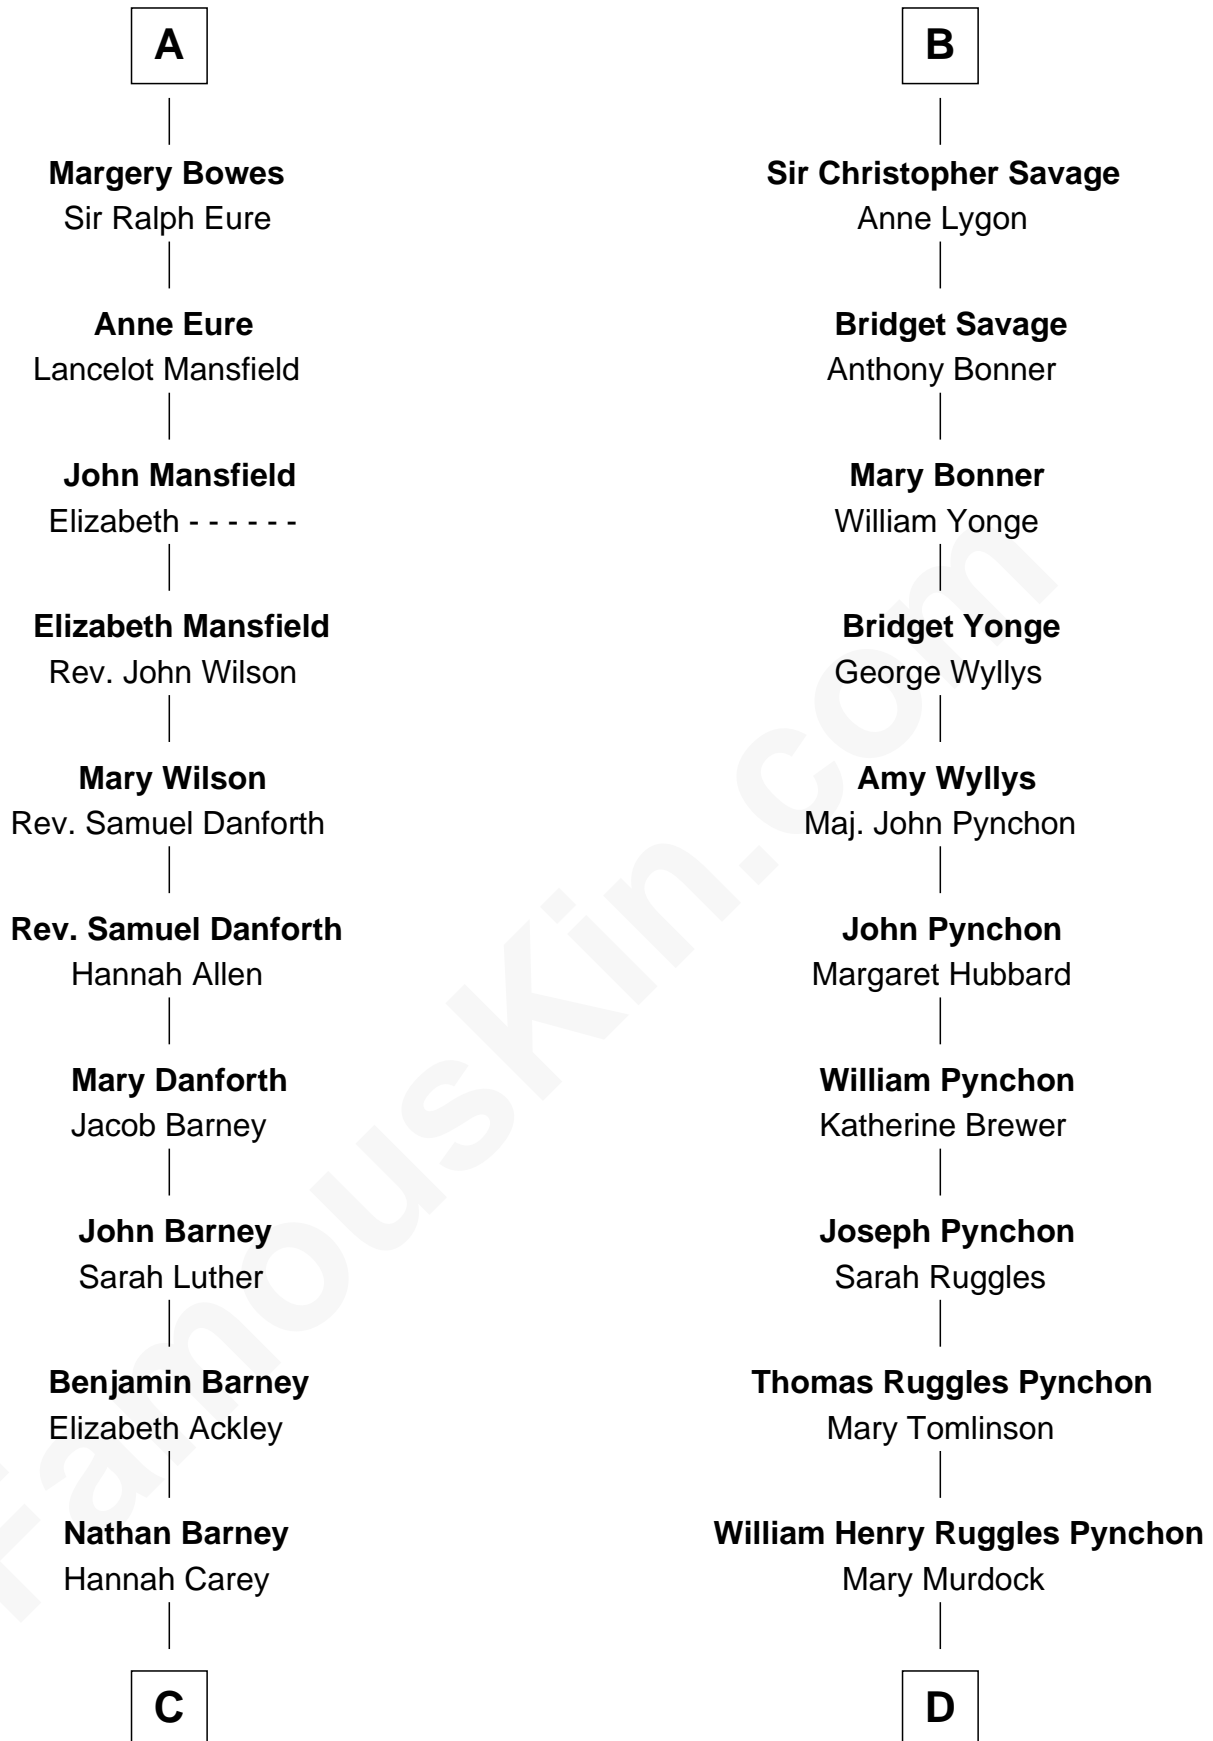 A
Margery Bowes
Sir Ralph Eure
Anne Eure
Lancelot Mansfield
John Mansfield
Elizabeth - - - - - -
Elizabeth Mansfield
Rev. John Wilson
Mary Wilson
Rev. Samuel Danforth
Rev. Samuel Danforth
Hannah Allen
Mary Danforth
Jacob Barney
John Barney
Sarah Luther
Benjamin Barney
Elizabeth Ackley
Nathan Barney
Hannah Carey
C
B
Sir Christopher Savage
Anne Lygon
Bridget Savage
Anthony Bonner
Mary Bonner
William Yonge
Bridget Yonge
George Wyllys
Amy Wyllys
Maj. John Pynchon
John Pynchon
Margaret Hubbard
William Pynchon
Katherine Brewer
Joseph Pynchon
Sarah Ruggles
Thomas Ruggles Pynchon
Mary Tomlinson
William Henry Ruggles Pynchon
Mary Murdock
D
FamousKin.com